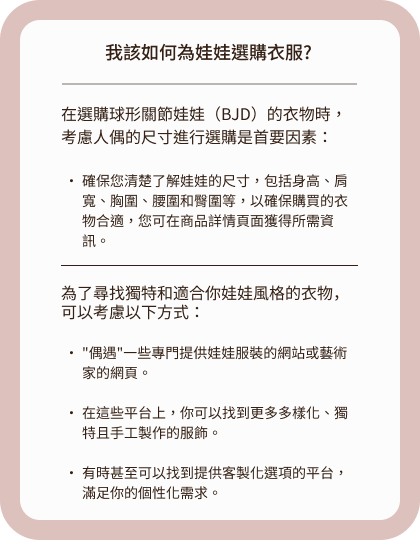 我該如何為娃娃選購衣服?
在選購球形關節娃娃（BJD）的衣物時，
考慮人偶的尺寸進行選購是首要因素：
・ 確保您清楚了解娃娃的尺寸，包括身高、肩
寬、胸圍、腰圍和臀圍等，以確保購買的衣
物合適，您可在商品詳情頁面獲得所需資
訊。
為了尋找獨特和適合你娃娃風格的衣物，
可以考慮以下方式：
・ "偶遇"一些專門提供娃娃服裝的網站或藝術
家的網頁。
・ 在這些平台上，你可以找到更多多樣化、獨
特且手工製作的服飾。
・ 有時甚至可以找到提供客製化選項的平台，
滿足你的個性化需求。